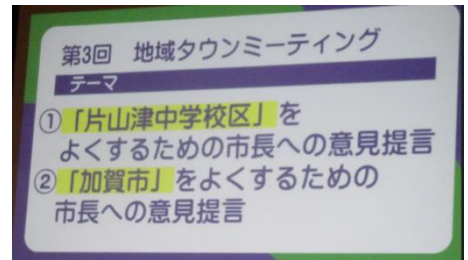 第3回 地域タウンミーティング
テーマ
①「片山津中学校区」を
よくするための市長への意見提言
②「加賀市」をよくするための
市長への意見提言